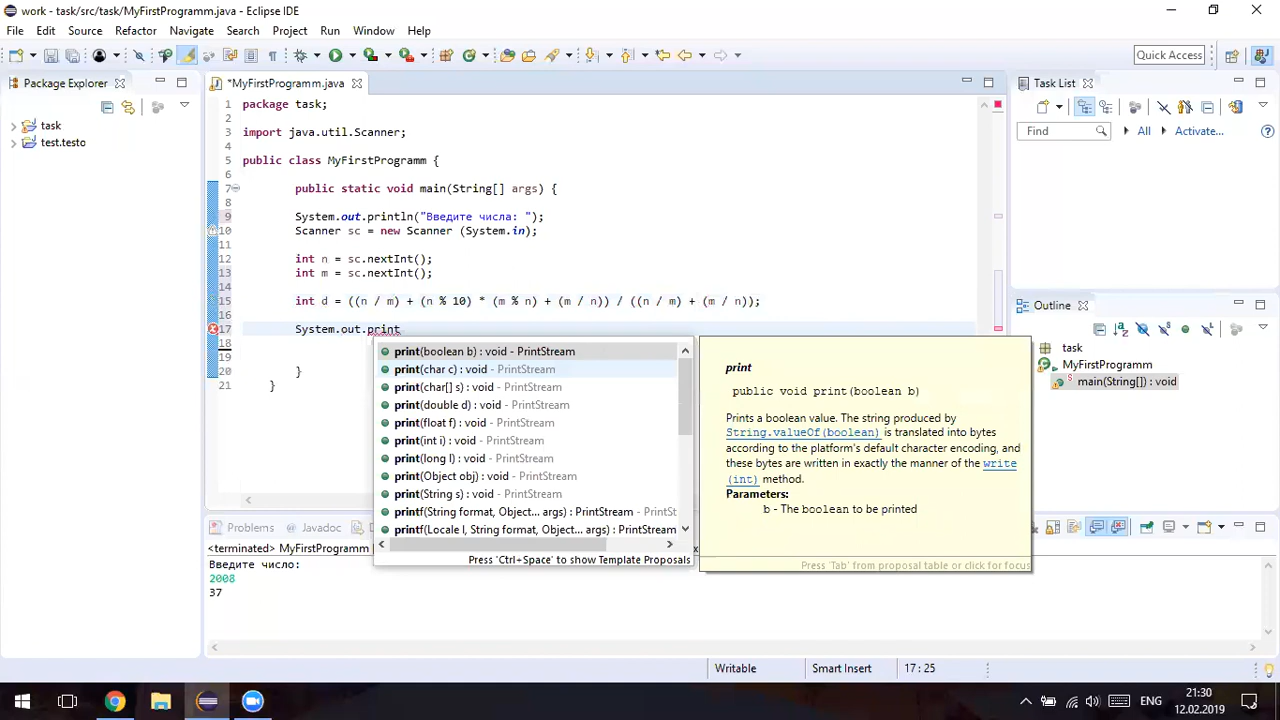 work - task/src/task/MyFirstProgramm.java - Eclipse IDE
File Edit Source Refactor Navigate Search Project Run Window Help
Quick Access
Package Explorer
*MyFirstProgramm.java
Task List
task
test.testo
Find
All
Activate...
1 package task;
2
3 import java.util.Scanner;
4
5 public class MyFirstProgramm {
6
7 public static void main(String[] args) {
8
9 System.out.println("Введите числа: ");
10 Scanner sc = new Scanner (System.in);
11
12 int n = sc.nextInt();
13 int m = sc.nextInt();
14
15 int d = ((n / m) + (n % 10) * (m % n) + (m / n)) / ((n / m) + (m / n));
16
17 System.out.print
18
20 }
21 }
print(boolean b) : void - PrintStream
print(char c) : void - PrintStream
print(char[] s) : void - PrintStream
print(double d) : void - PrintStream
print(float f) : void - PrintStream
print(int i) : void - PrintStream
print(long l) : void - PrintStream
print(Object obj) : void - PrintStream
print(String s) : void - PrintStream
printf(String format, Object... args) : PrintSt
printf(Locale l, String format, Object... args) : PrintStream
Press 'Ctrl+Space' to show Template Proposals
print
public void print(boolean b)
Prints a boolean value. The string produced by
String.valueOf(boolean) is translated into bytes
according to the platform's default character encoding, and
these bytes are written in exactly the manner of the write
(int) method.
Parameters:
b - The boolean to be printed
Press 'Tab' from proposal table or click for focus
Outline
task
MyFirstProgramm
main(String[]) : void
Problems Javadoc
<terminated> MyFirstProgramm
Введите число:
2008
37
Writable Smart Insert 17 : 25
ENG
21:30
12.02.2019